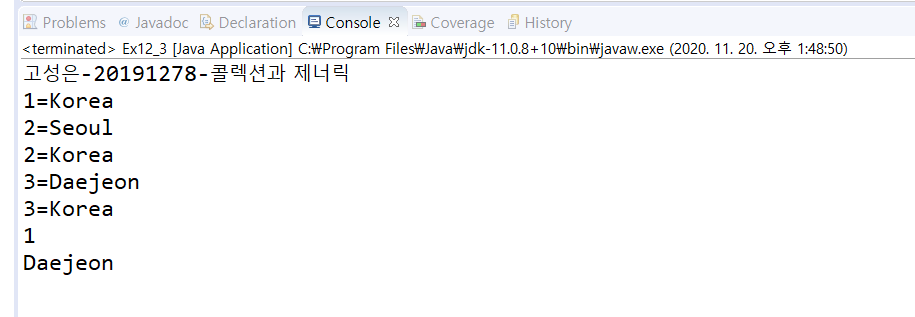 Problems @ Javadoc Declaration Console Coverage History
<terminated> Ex12_3 [Java Application] C:₩Program Files₩Java₩jdk-11.0.8+10₩bin₩javaw.exe (2020. 11. 20. 오후 1:48:50)
고성은-20191278-콜렉션과 제너릭
1=Korea
2=Seoul
2=Korea
3=Daejeon
3=Korea
1
Daejeon